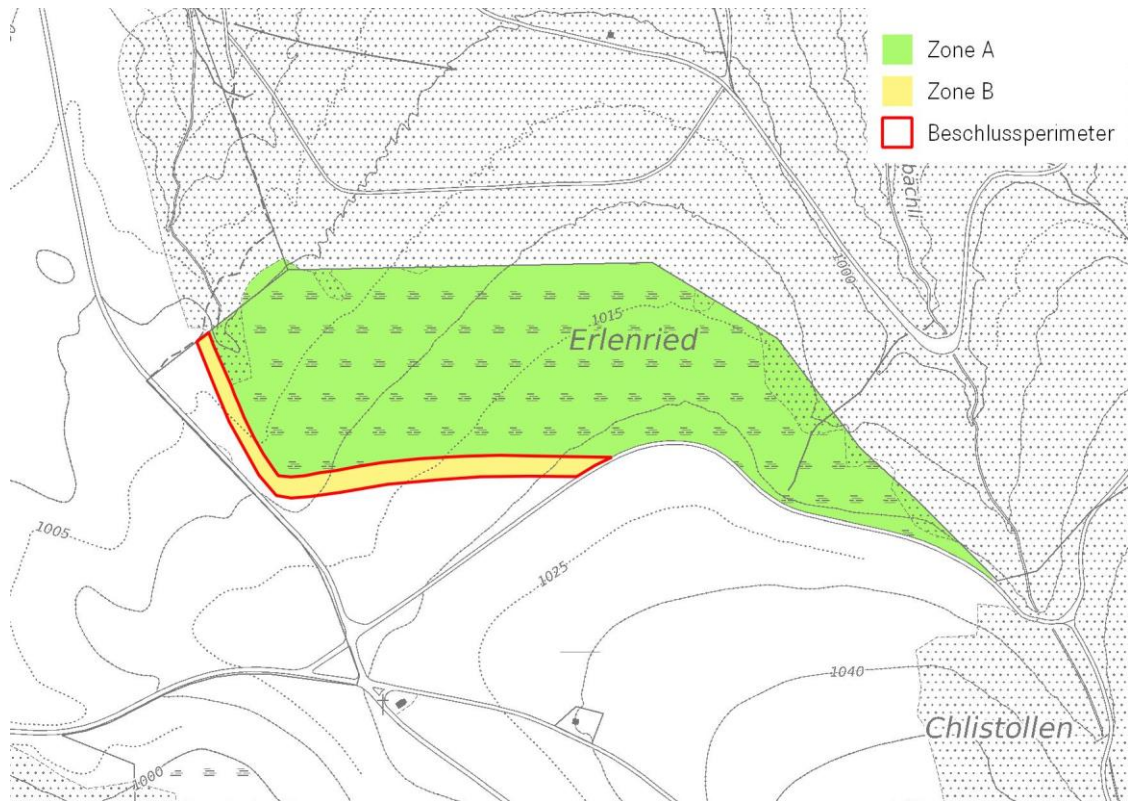 Zone A
Zone B
Beschlussperimeter
bächli
1000
1015
Erlenried
1005
1025
1040
Chlistollen
1000